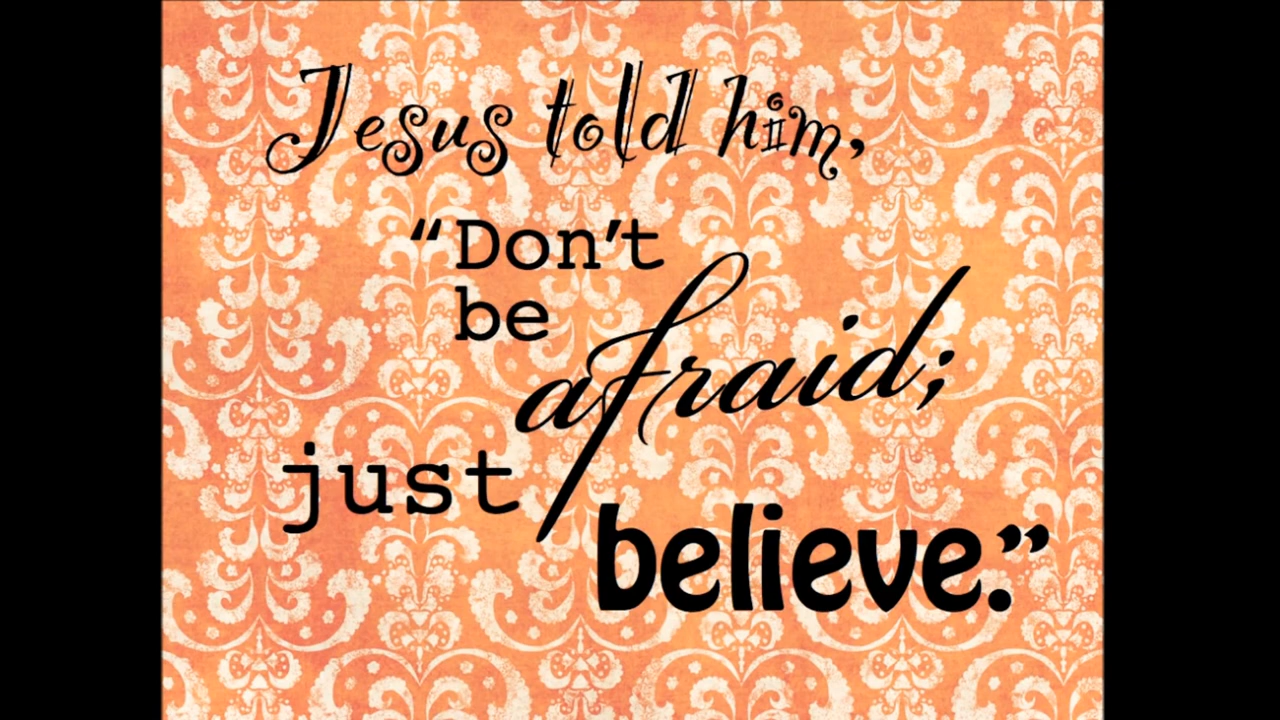 Jesus told him,
“Don’t
be
afraid;
just
believe.”